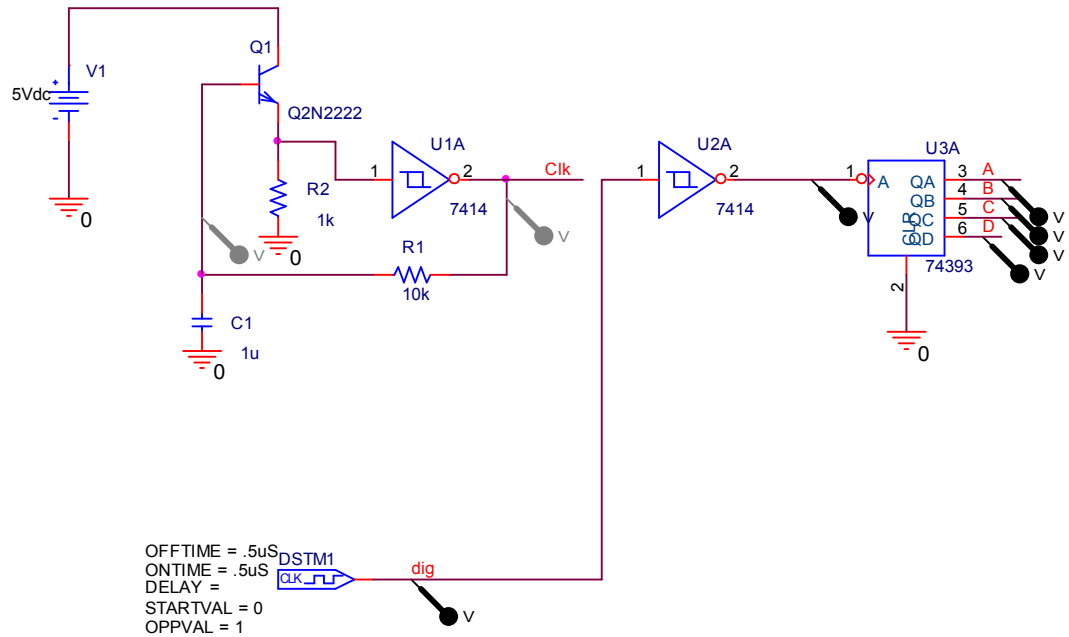 Q1
V1
5Vdc
Q2N2222
U1A
U2A
U3A
1
2
Clk
1
2
1
A
QA
3
A
QB
4
B
QC
5
C
QD
6
D
CLR
R2
1k
7414
7414
74393
V
V
V
V
V
V
V
0
0
R1
10k
2
C1
1u
0
0
OFFTIME = .5uS
DSTM1
ONTIME = .5uS
CLK
dig
DELAY =
STARTVAL = 0
OPPVAL = 1
V